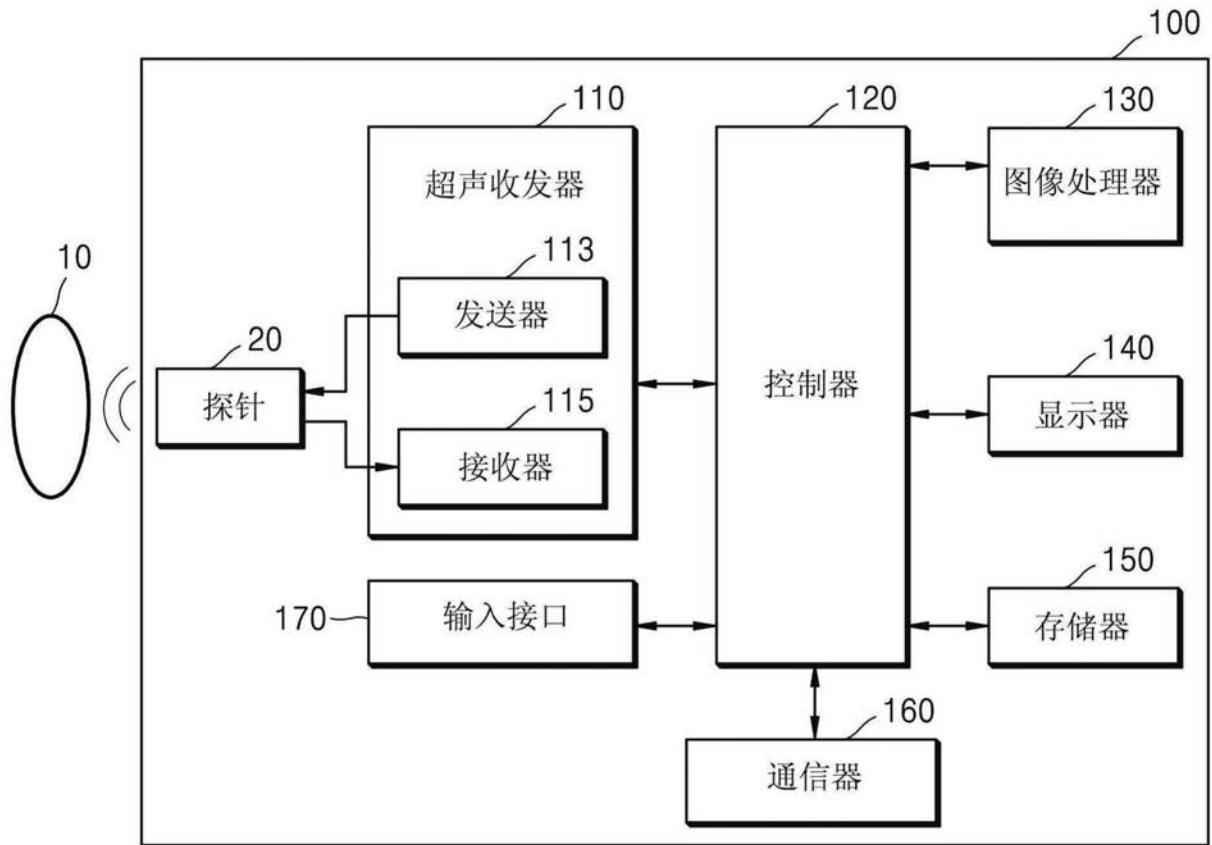 100
110
120
130
超声收发器
图像处理器
10
113
发送器
20
140
探针
控制器
显示器
115
接收器
150
170
输入接口
存储器
160
通信器